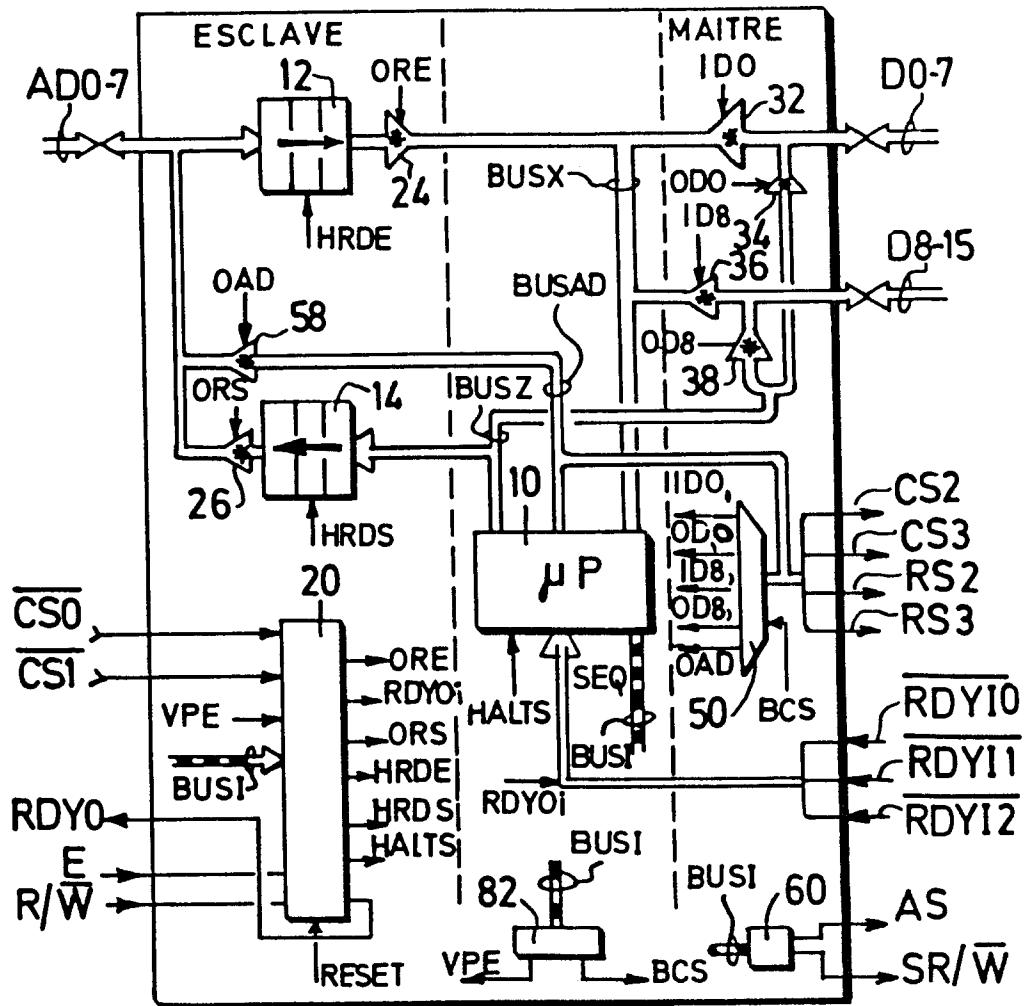 ESCLAVE
MAITRE
AD0-7
12
ORE
IDO
32
D0-7
24
BUSX
ODO
34
HRDE
ID8
36
D8-15
OAD
58
BUSAD
OD8
38
ORS
14
BUSZ
26
HRDS
10
IDO,
CS2
OD,O
CS3
µP
ID8,
RS2
OD8,
RS3
OAD
CS0
20
CS1
ORE
SEQ
50
BCS
RDYI0
VPE
RDYOi
HALTS
ORS
BUSI
RDYI1
BUSI
HRDE
RDYOi
RDYI2
RDY0
HRDS
HALTS
E
BUSI
BUSI
60
R/W
82
AS
RESET
VPE
BCS
SR/W